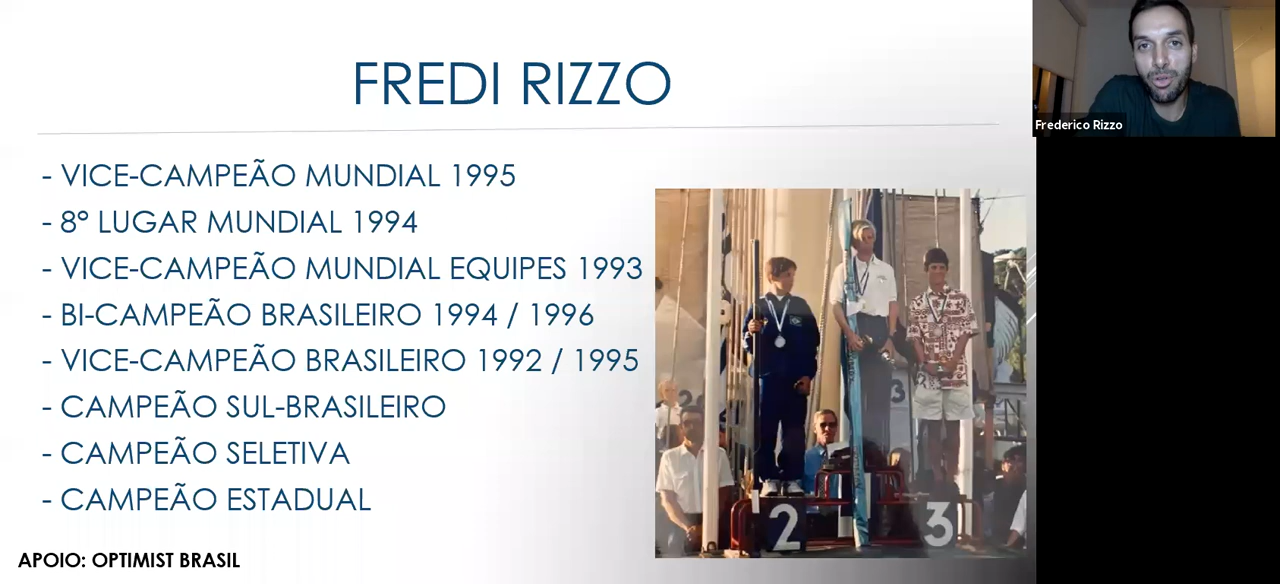 FREDI RIZZO
Frederico Rizzo
- VICE-CAMPEÃO MUNDIAL 1995
- 8º LUGAR MUNDIAL 1994
- VICE-CAMPEÃO MUNDIAL EQUIPES 1993
- BI-CAMPEÃO BRASILEIRO 1994 / 1996
- VICE-CAMPEÃO BRASILEIRO 1992 / 1995
- CAMPEÃO SUL-BRASILEIRO
- CAMPEÃO SELETIVA
- CAMPEÃO ESTADUAL
2
3
APOIO: OPTIMIST BRASIL